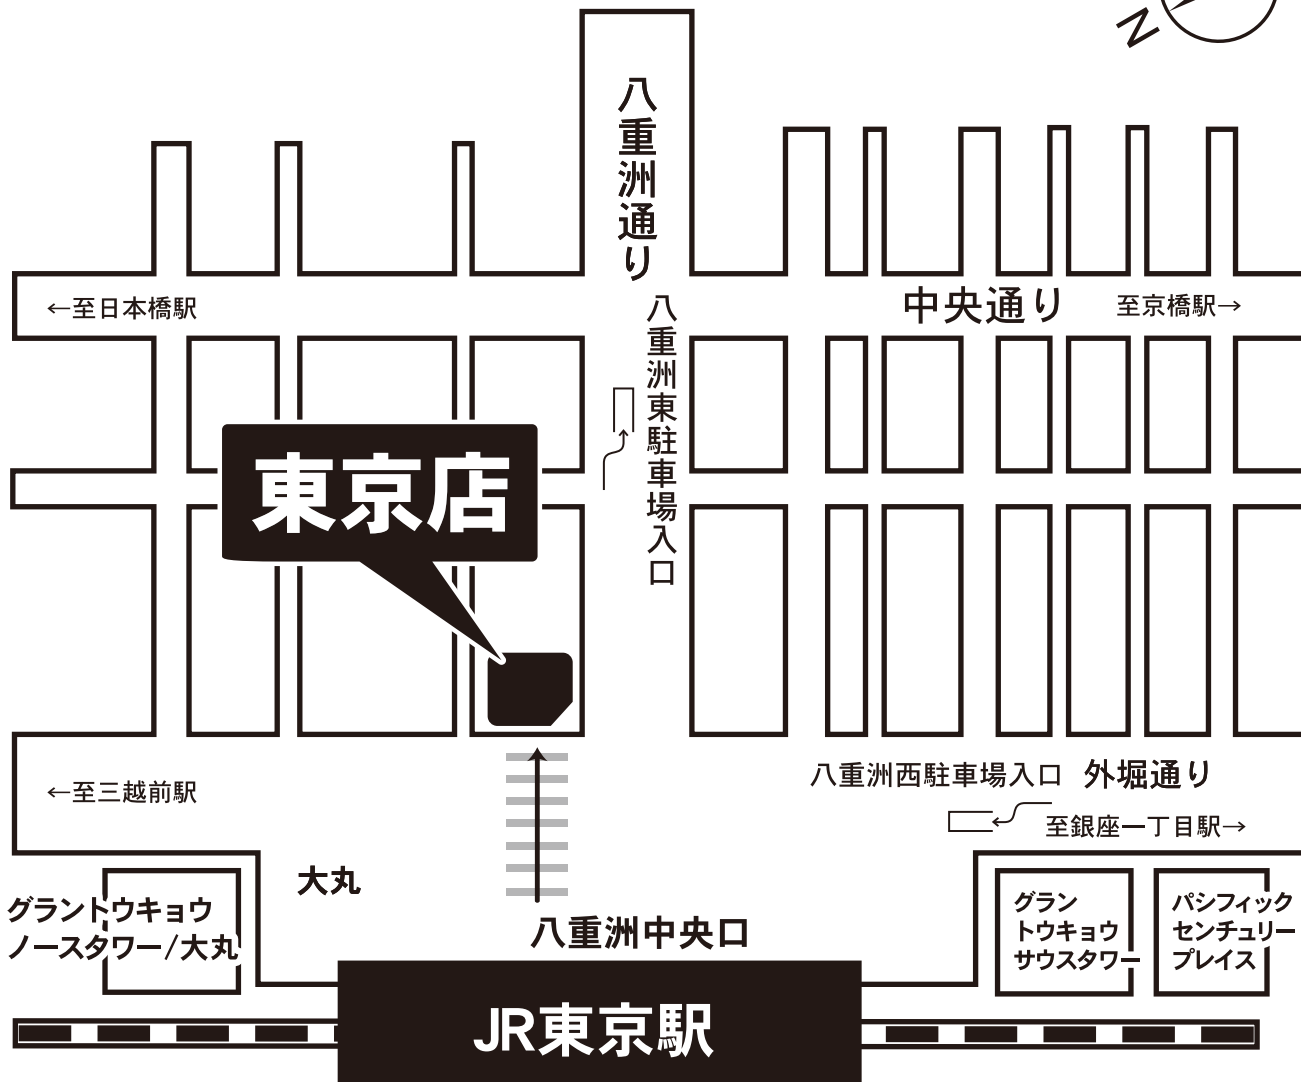 N
八重洲通り
←至日本橋駅
中央通り
至京橋駅→
八重洲東駐車場入口
東京店
←至三越前駅
八重洲西駐車場入口
外堀通り
至銀座一丁目駅→
大丸
グラントウキョウ
ノースタワー/大丸
八重洲中央口
グラン
トウキョウ
サウスタワー
パシフィック
センチュリー
プレイス
JR東京駅